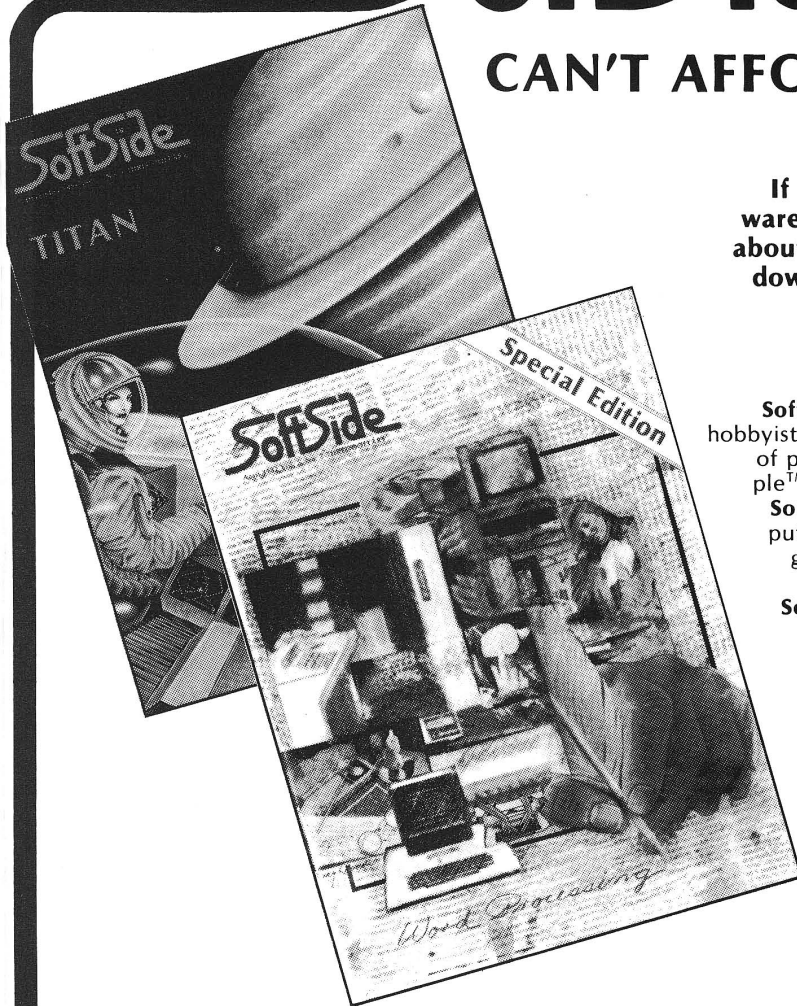 CAN'T AFFO
If
ware
about
dow
Sof
hobbyist
of p
ple™
So
pu
g
So
SoftSide
TITAN
Special Edition
SoftSide
Word Processing